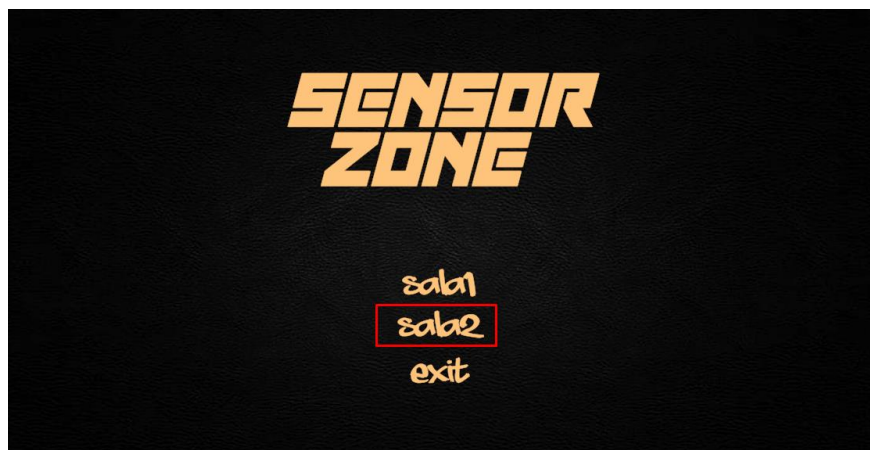 SENSOR
ZONE
sala1
sala2
exit